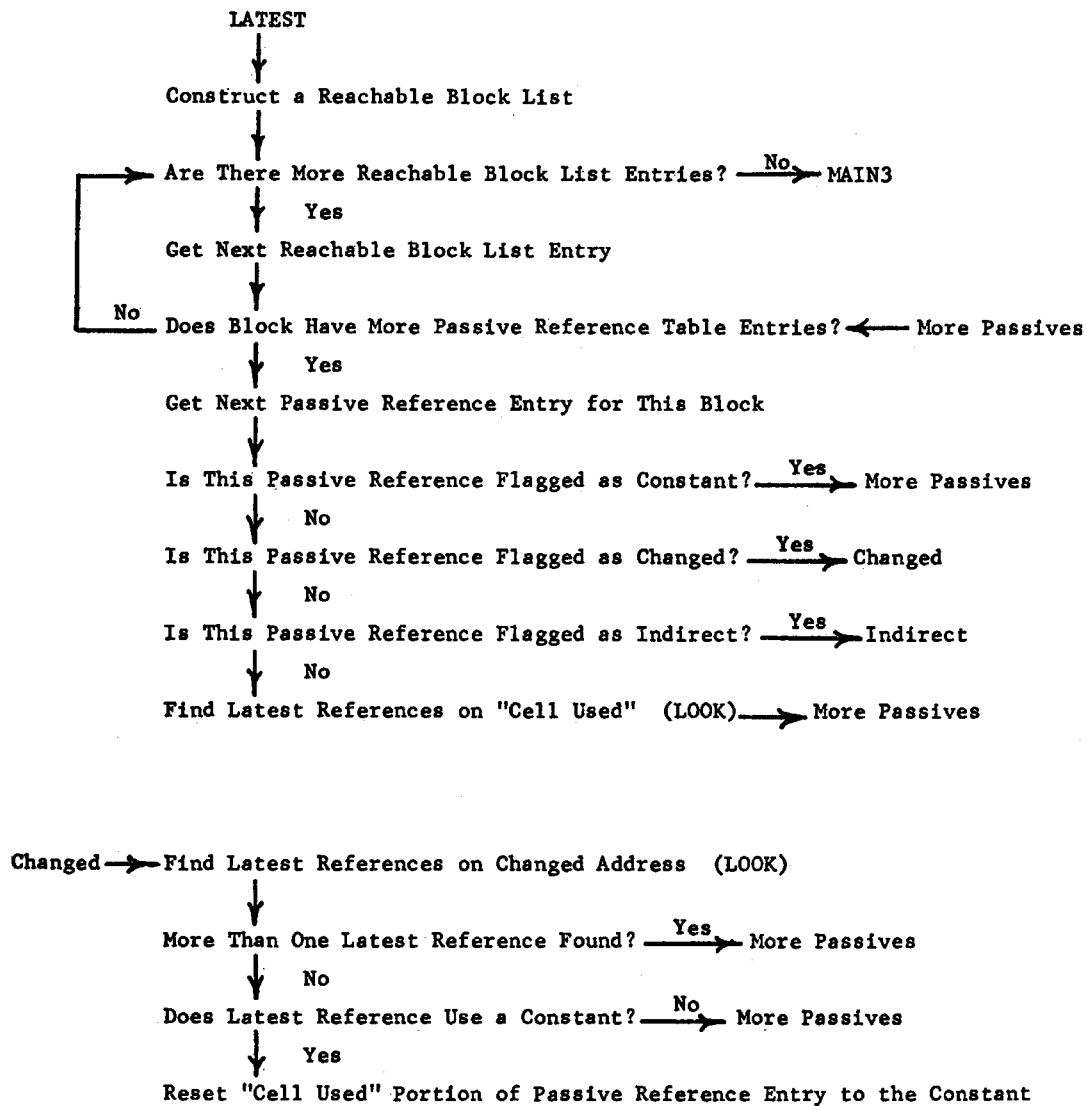 LATEST
Construct a Reachable Block List
Are There More Reachable Block List Entries? No MAIN3
Yes
Get Next Reachable Block List Entry
No Does Block Have More Passive Reference Table Entries? More Passives
Yes
Get Next Passive Reference Entry for This Block
Is This Passive Reference Flagged as Constant? Yes More Passives
No
Is This Passive Reference Flagged as Changed? Yes Changed
No
Is This Passive Reference Flagged as Indirect? Yes Indirect
No
Find Latest References on "Cell Used" (LOOK) More Passives
Changed Find Latest References on Changed Address (LOOK)
More Than One Latest Reference Found? Yes More Passives
No
Does Latest Reference Use a Constant? No More Passives
Yes
Reset "Cell Used" Portion of Passive Reference Entry to the Constant